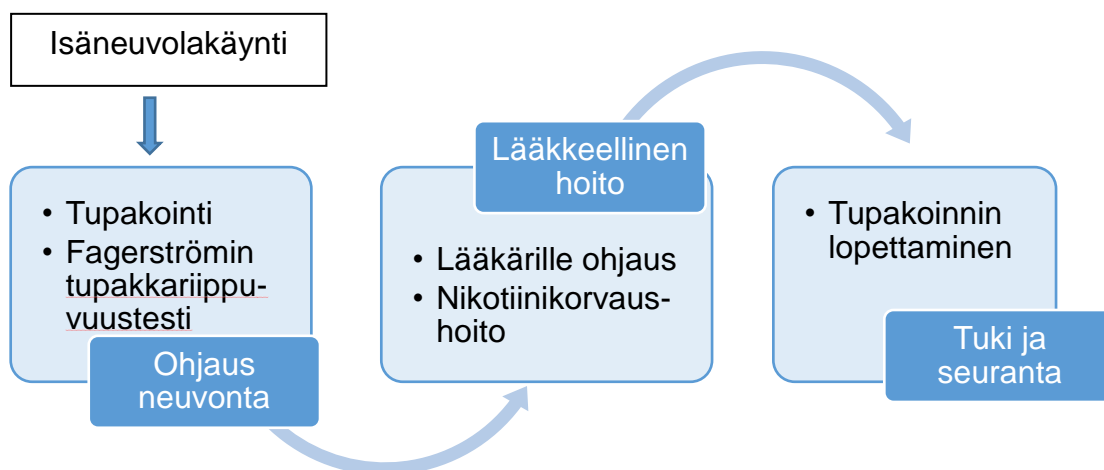 Isäneuvolakäynti
• Tupakointi
• Fagerströmin
tupakkariippu-
vuustesti
Ohjaus
neuvonta
Lääkkeellinen
hoito
• Lääkärille ohjaus
• Nikotiinikorvaus-
hoito
• Tupakoinnin
lopettaminen
Tuki ja
seuranta